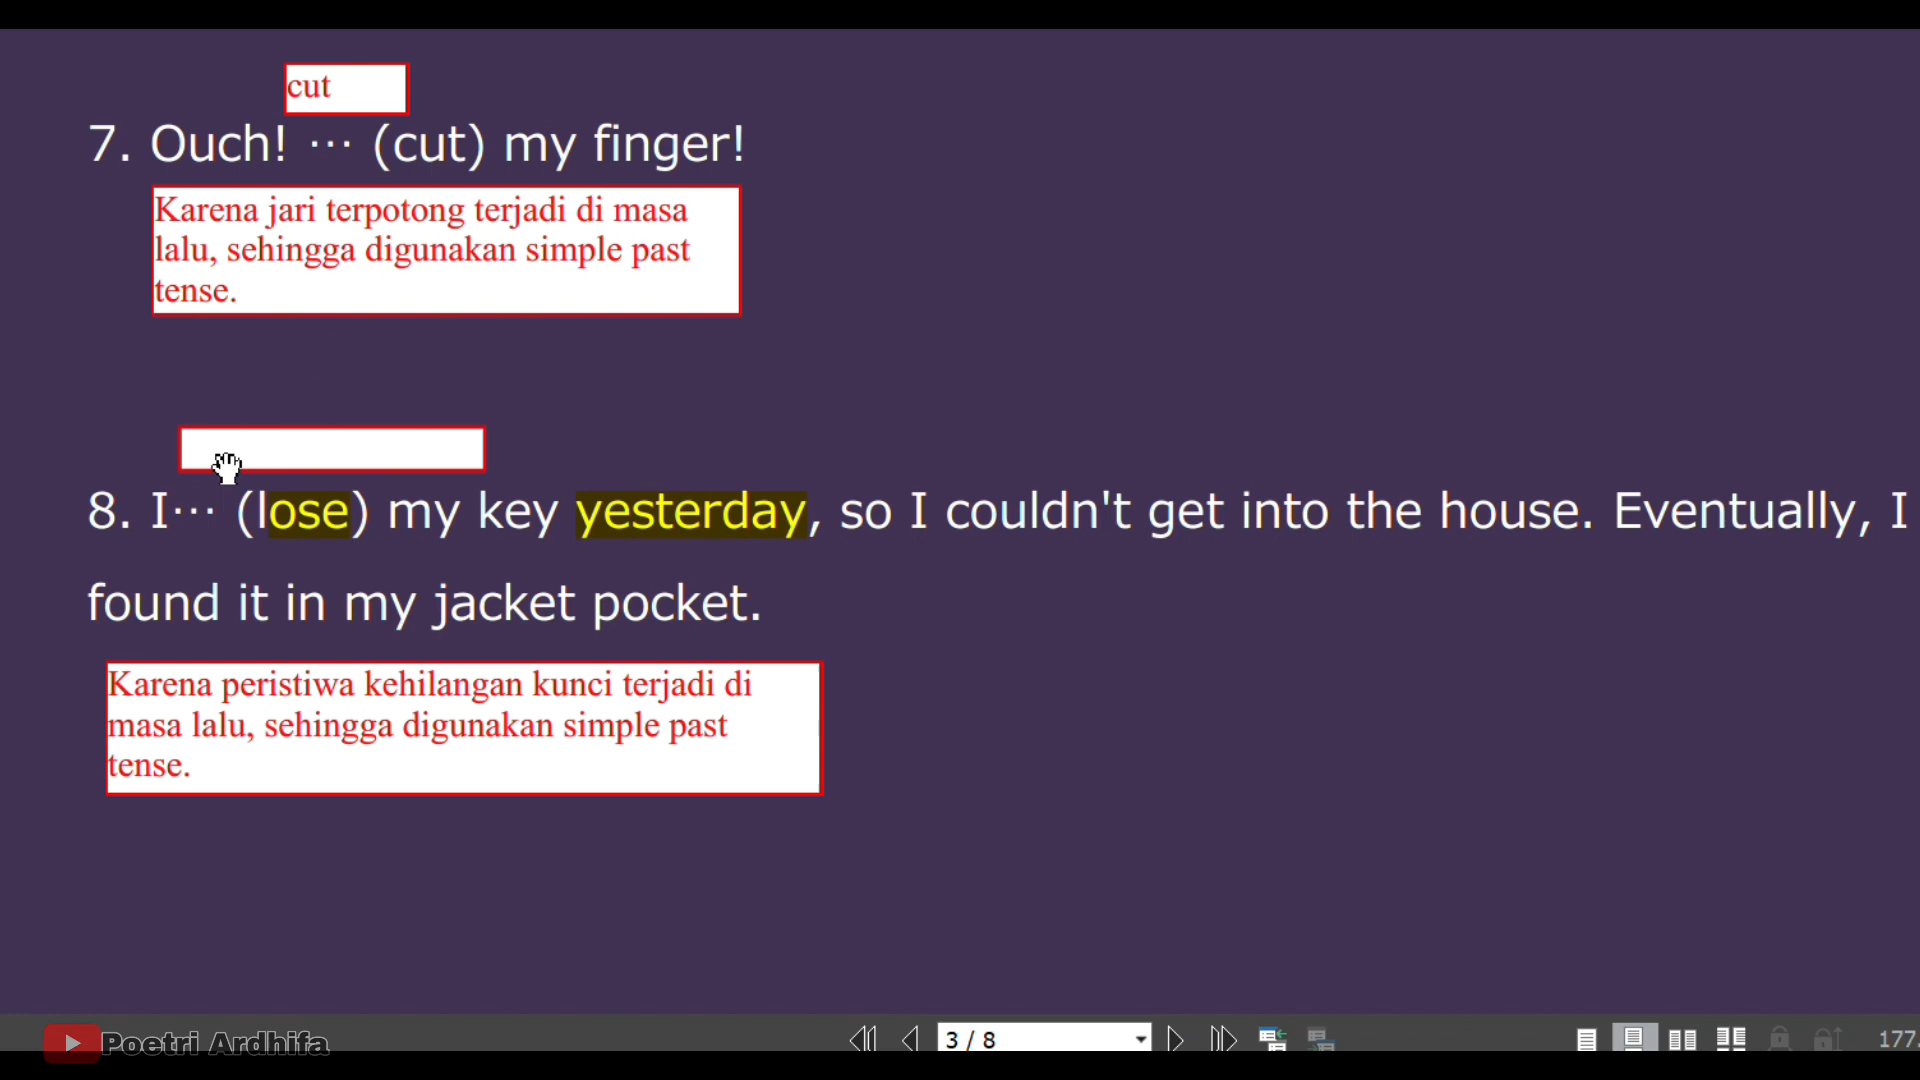 cut
7. Ouch! … (cut) my finger!
Karena jari terpotong terjadi di masa
lalu, sehingga digunakan simple past
tense.
8. I… (lose) my key yesterday, so I couldn't get into the house. Eventually, I
found it in my jacket pocket.
Karena peristiwa kehilangan kunci terjadi di
masa lalu, sehingga digunakan simple past
tense.
Poetri Ardhifa
3 / 8
177.